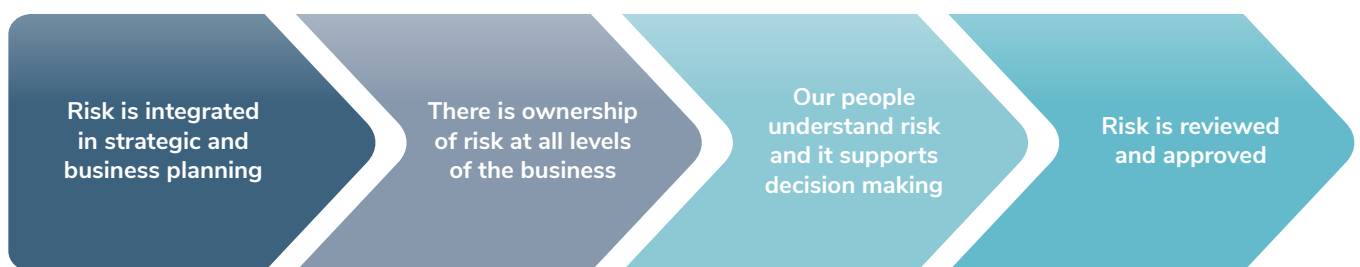 Risk is integrated
in strategic and
business planning
There is ownership
of risk at all levels
of the business
Our people
understand risk
and it supports
decision making
Risk is reviewed
and approved